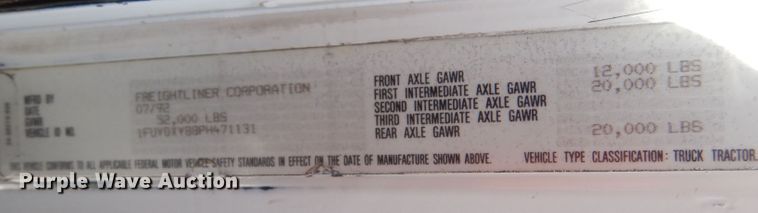 MFRD BY FREIGHTLINER CORPORATION
DATE 07/92
GVWR 52,000 LBS
VEHICLE ID NO.
FRONT AXLE GAWR 12,000 LBS
FIRST INTERMEDIATE AXLE GAWR 20,000 LBS
SECOND INTERMEDIATE AXLE GAWR
THIRD INTERMEDIATE AXLE GAWR
REAR AXLE GAWR 20,000 LBS
VEHICLE CONFORMS TO ALL APPLICABLE FEDERAL MOTOR VEHICLE SAFETY STANDARDS IN EFFECT ON THE DATE OF MANUFACTURE SHOWN ABOVE. VEHICLE TYPE CLASSIFICATION: TRUCK TRACTOR.
Purple Wave Auction